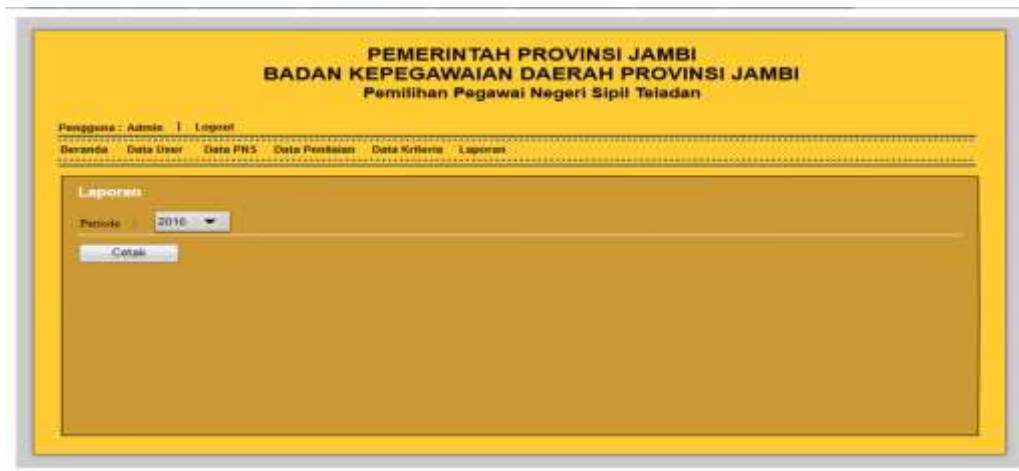 PEMERINTAH PROVINSI JAMBI
BADAN KEPEGAWAIAN DAERAH PROVINSI JAMBI
Pemilihan Pegawai Negeri Sipil Teladan
Pengguna : Admin | Logout
Beranda Data User Data PNS Data Penilaian Data Kriteria Laporan
Laporan
Periode : 2016
Cetak